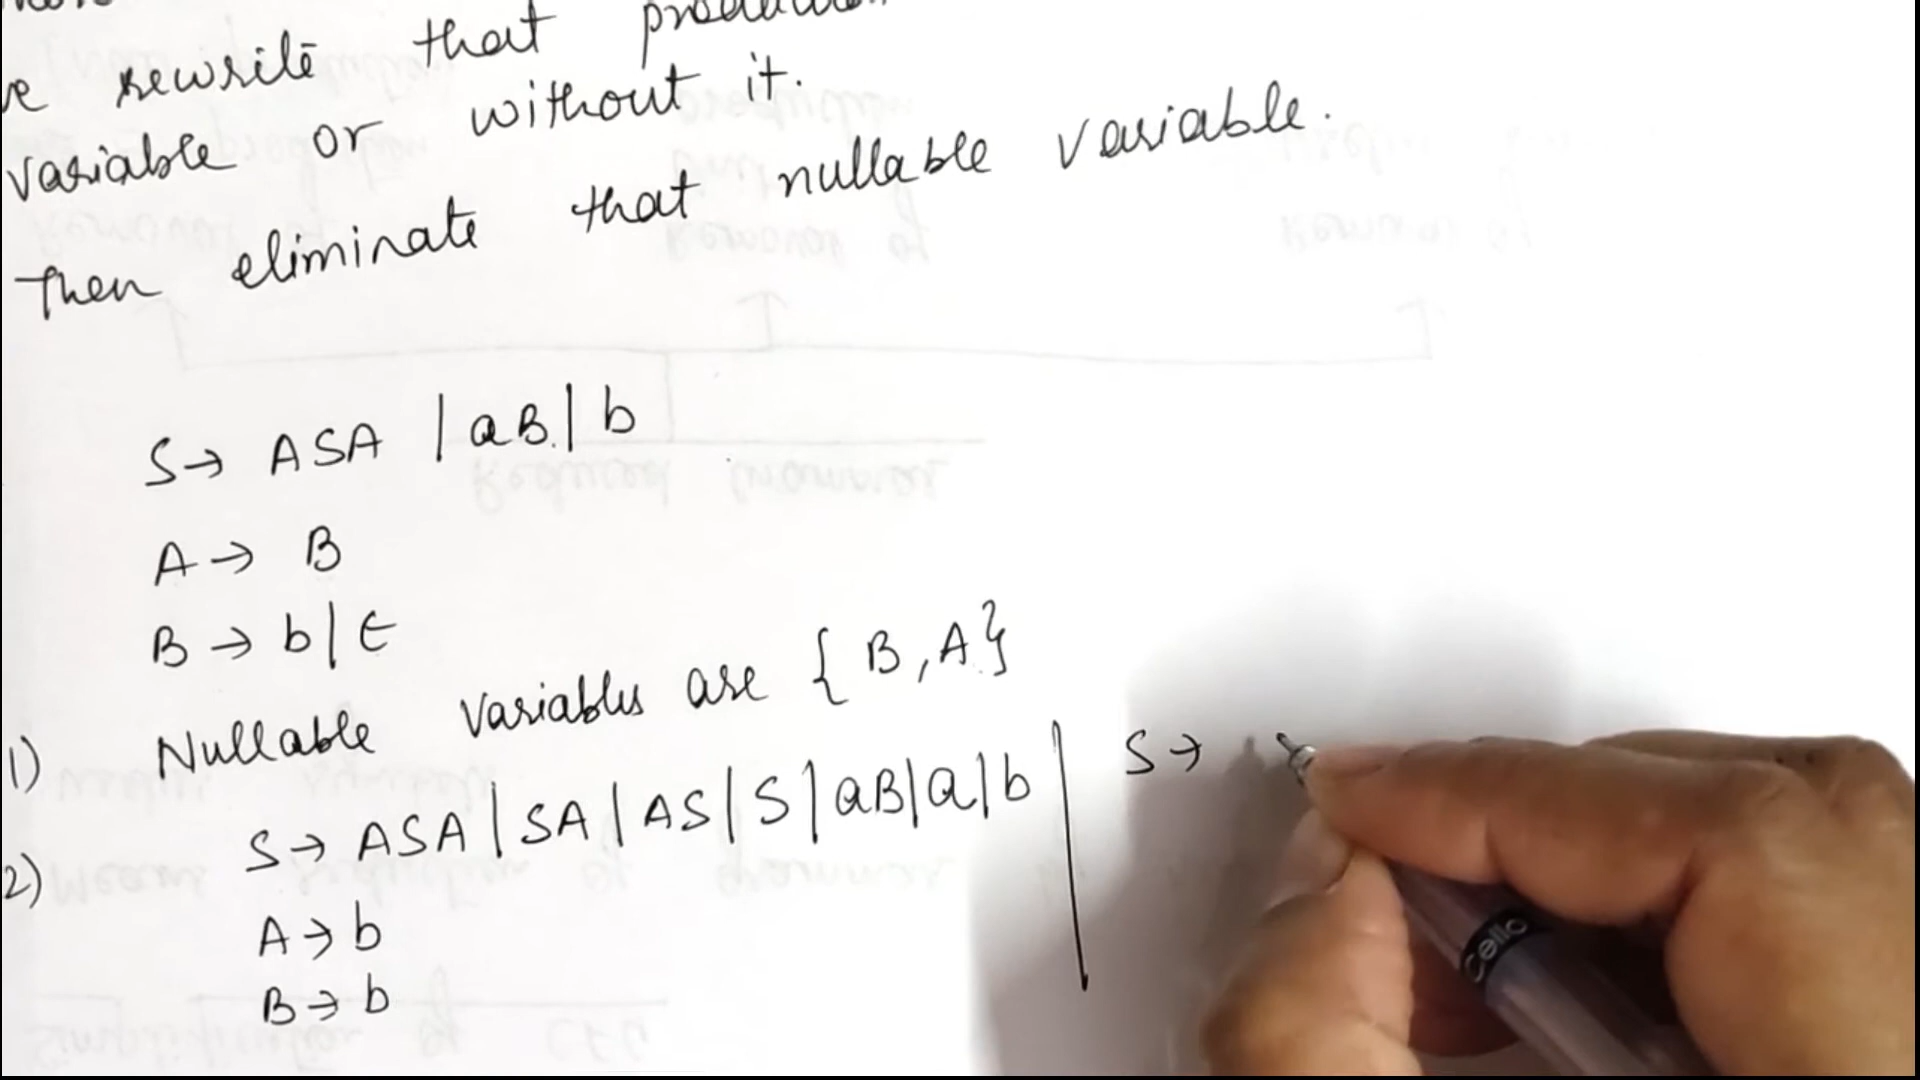 rewrite that
variable or without it.
Then eliminate that nullable variable.
S→ ASA | aB | b
A→ B
B → b | ϵ
1) Nullable variables are { B, A }
2) S→ ASA | SA | AS | S | aB | a | b
A→ b
B→ b
S→
Cello